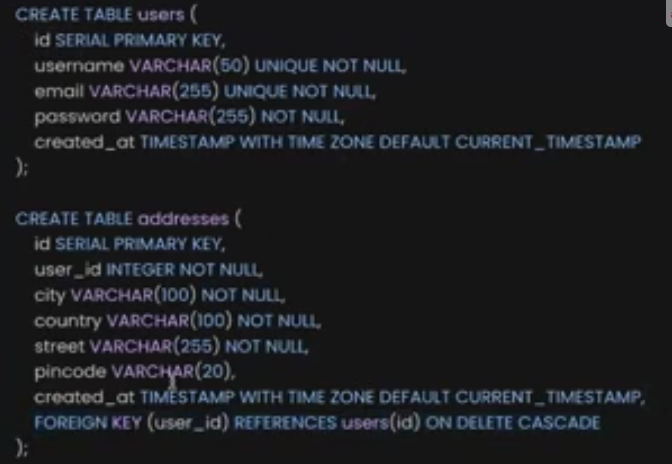 CREATE TABLE users (
id SERIAL PRIMARY KEY,
username VARCHAR(50) UNIQUE NOT NULL,
email VARCHAR(255) UNIQUE NOT NULL,
password VARCHAR(255) NOT NULL,
created_at TIMESTAMP WITH TIME ZONE DEFAULT CURRENT_TIMESTAMP
);
CREATE TABLE addresses (
id SERIAL PRIMARY KEY,
user_id INTEGER NOT NULL,
city VARCHAR(100) NOT NULL,
country VARCHAR(100) NOT NULL,
street VARCHAR(255) NOT NULL,
pincode VARCHAR(20),
created_at TIMESTAMP WITH TIME ZONE DEFAULT CURRENT_TIMESTAMP,
FOREIGN KEY (user_id) REFERENCES users(id) ON DELETE CASCADE
);